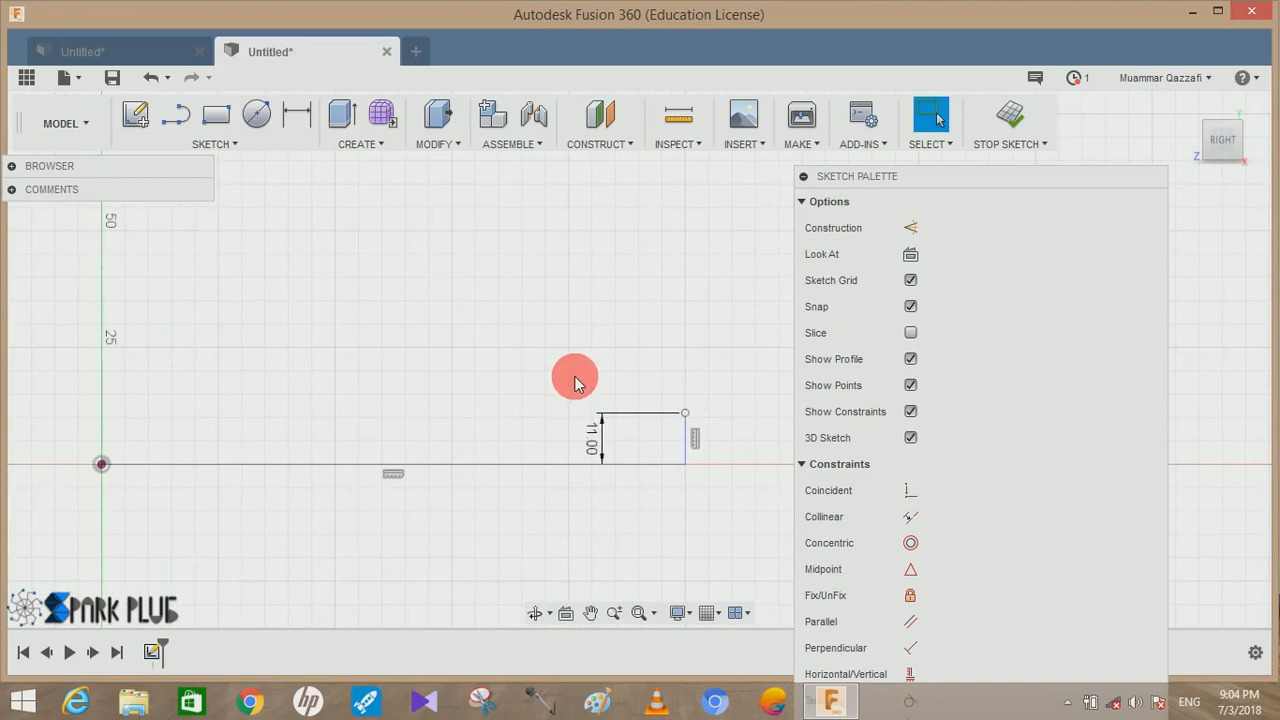 Autodesk Fusion 360 (Education License)
Untitled*
Untitled*
1
Muammar Qazzafi
MODEL
SKETCH
CREATE
MODIFY
ASSEMBLE
CONSTRUCT
INSPECT
INSERT
MAKE
ADD-INS
SELECT
STOP SKETCH
RIGHT
Y
Z
X
BROWSER
COMMENTS
SKETCH PALETTE
Options
Construction
Look At
Sketch Grid
Snap
Slice
Show Profile
Show Points
Show Constraints
3D Sketch
Constraints
Coincident
Collinear
Concentric
Midpoint
Fix/UnFix
Parallel
Perpendicular
Horizontal/Vertical
50
25
11.00
SPARK PLUG
ENG
9:04 PM
7/3/2018